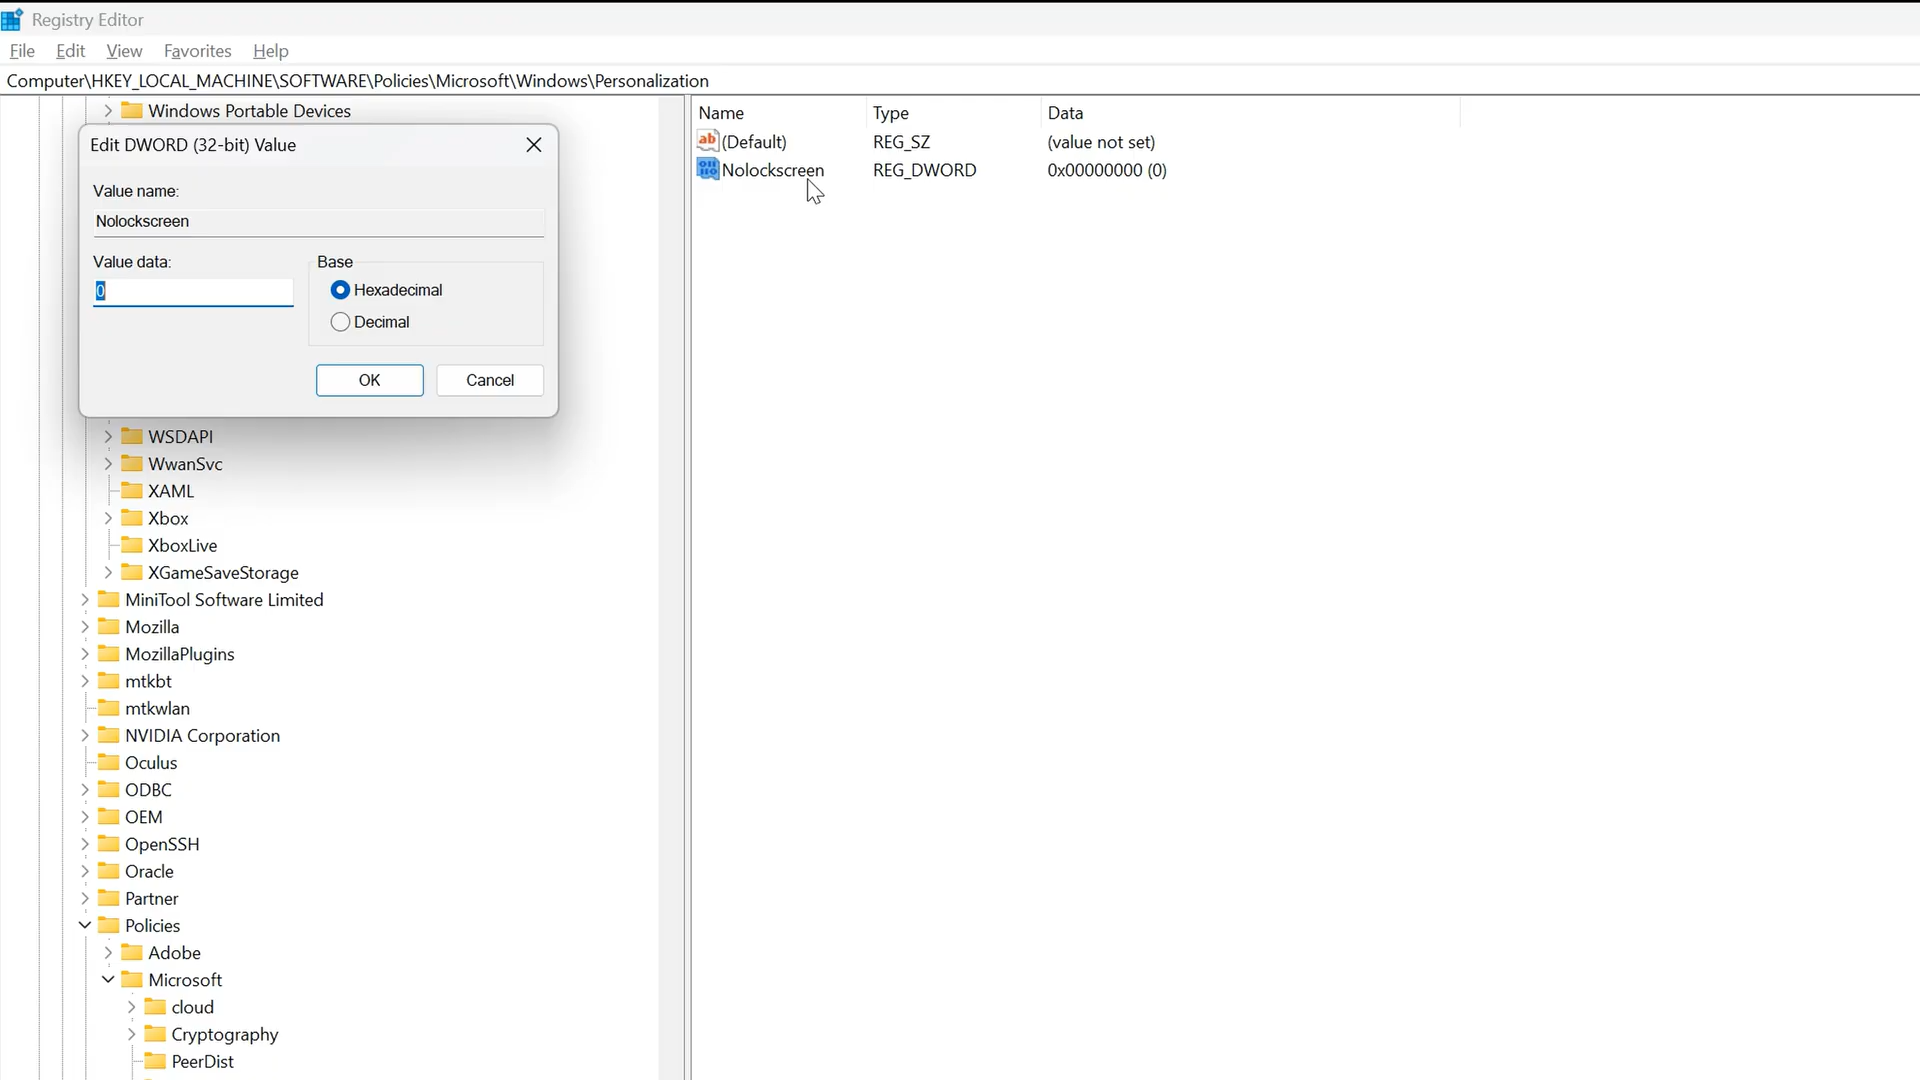 Registry Editor
File Edit View Favorites Help
Computer\HKEY_LOCAL_MACHINE\SOFTWARE\Policies\Microsoft\Windows\Personalization
Windows Portable Devices
Edit DWORD (32-bit) Value
Value name:
Nolockscreen
Value data:
0
Base
Hexadecimal
Decimal
OK Cancel
WSDAPI
WwanSvc
XAML
Xbox
XboxLive
XGameSaveStorage
MiniTool Software Limited
Mozilla
MozillaPlugins
mtkbt
mtkwlan
NVIDIA Corporation
Oculus
ODBC
OEM
OpenSSH
Oracle
Partner
Policies
Adobe
Microsoft
cloud
Cryptography
PeerDist
Name Type Data
(Default) REG_SZ (value not set)
Nolockscreen REG_DWORD 0x00000000 (0)